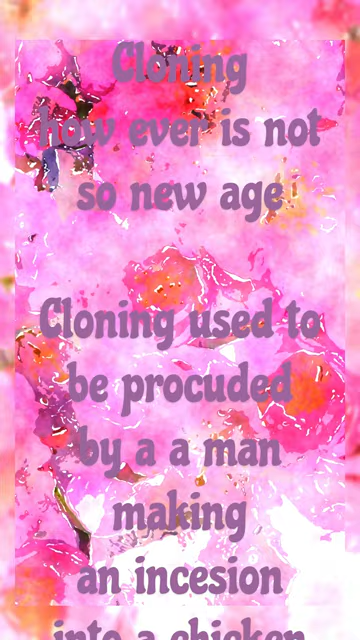 Cloning
how ever is not
so new age
Cloning used to
be procuded
by a a man
making
an incesion
into a chicken